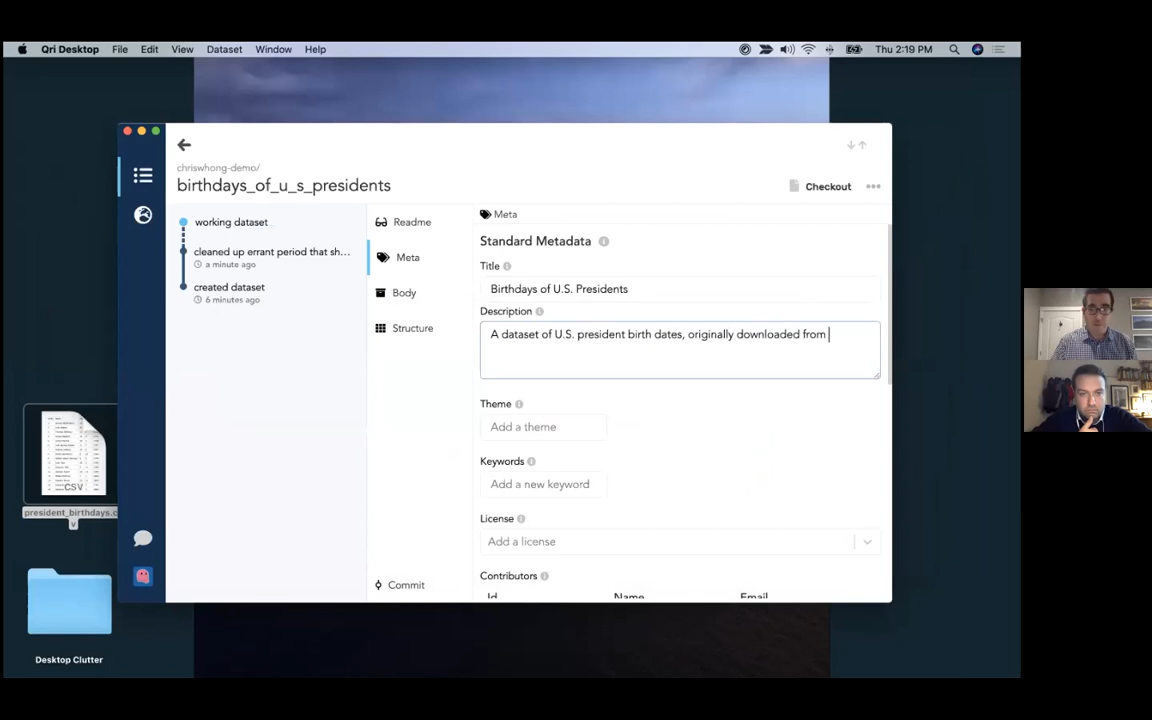 Qri Desktop File Edit View Dataset Window Help Thu 2:19 PM
chriswhong-demo/
birthdays_of_u_s_presidents
Checkout
working dataset
cleaned up errant period that sh...
a minute ago
created dataset
6 minutes ago
Readme
Meta
Body
Structure
Commit
Meta
Standard Metadata
Title
Birthdays of U.S. Presidents
Description
A dataset of U.S. president birth dates, originally downloaded from
Theme
Add a theme
Keywords
Add a new keyword
License
Add a license
Contributors
Id Name Email
CSV
president_birthdays.c
v
Desktop Clutter